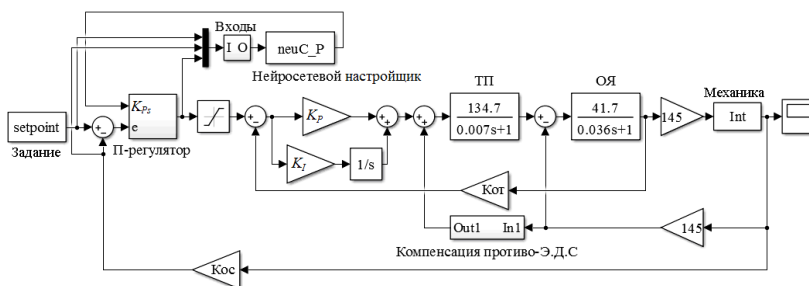 Входы
I O
neuC_P
Нейросетевой настройщик
ТП
ОЯ
Механика
K_Ps
e
setpoint
Задание
П-регулятор
K_P
134.7
0.007s+1
41.7
0.036s+1
145
Int
K_I
1/s
Кот
Out1 In1
145
Компенсация противо-Э.Д.С
Кос